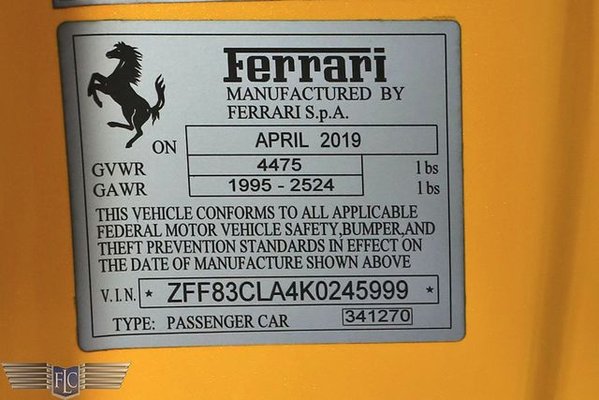 Ferrari
MANUFACTURED BY
FERRARI S.p.A.
ON APRIL 2019
GVWR 4475 lbs
GAWR 1995 - 2524 lbs
THIS VEHICLE CONFORMS TO ALL APPLICABLE
FEDERAL MOTOR VEHICLE SAFETY,BUMPER,AND
THEFT PREVENTION STANDARDS IN EFFECT ON
THE DATE OF MANUFACTURE SHOWN ABOVE
V.I.N. * ZFF83CLA4K0245999 *
TYPE: PASSENGER CAR 341270
FLC